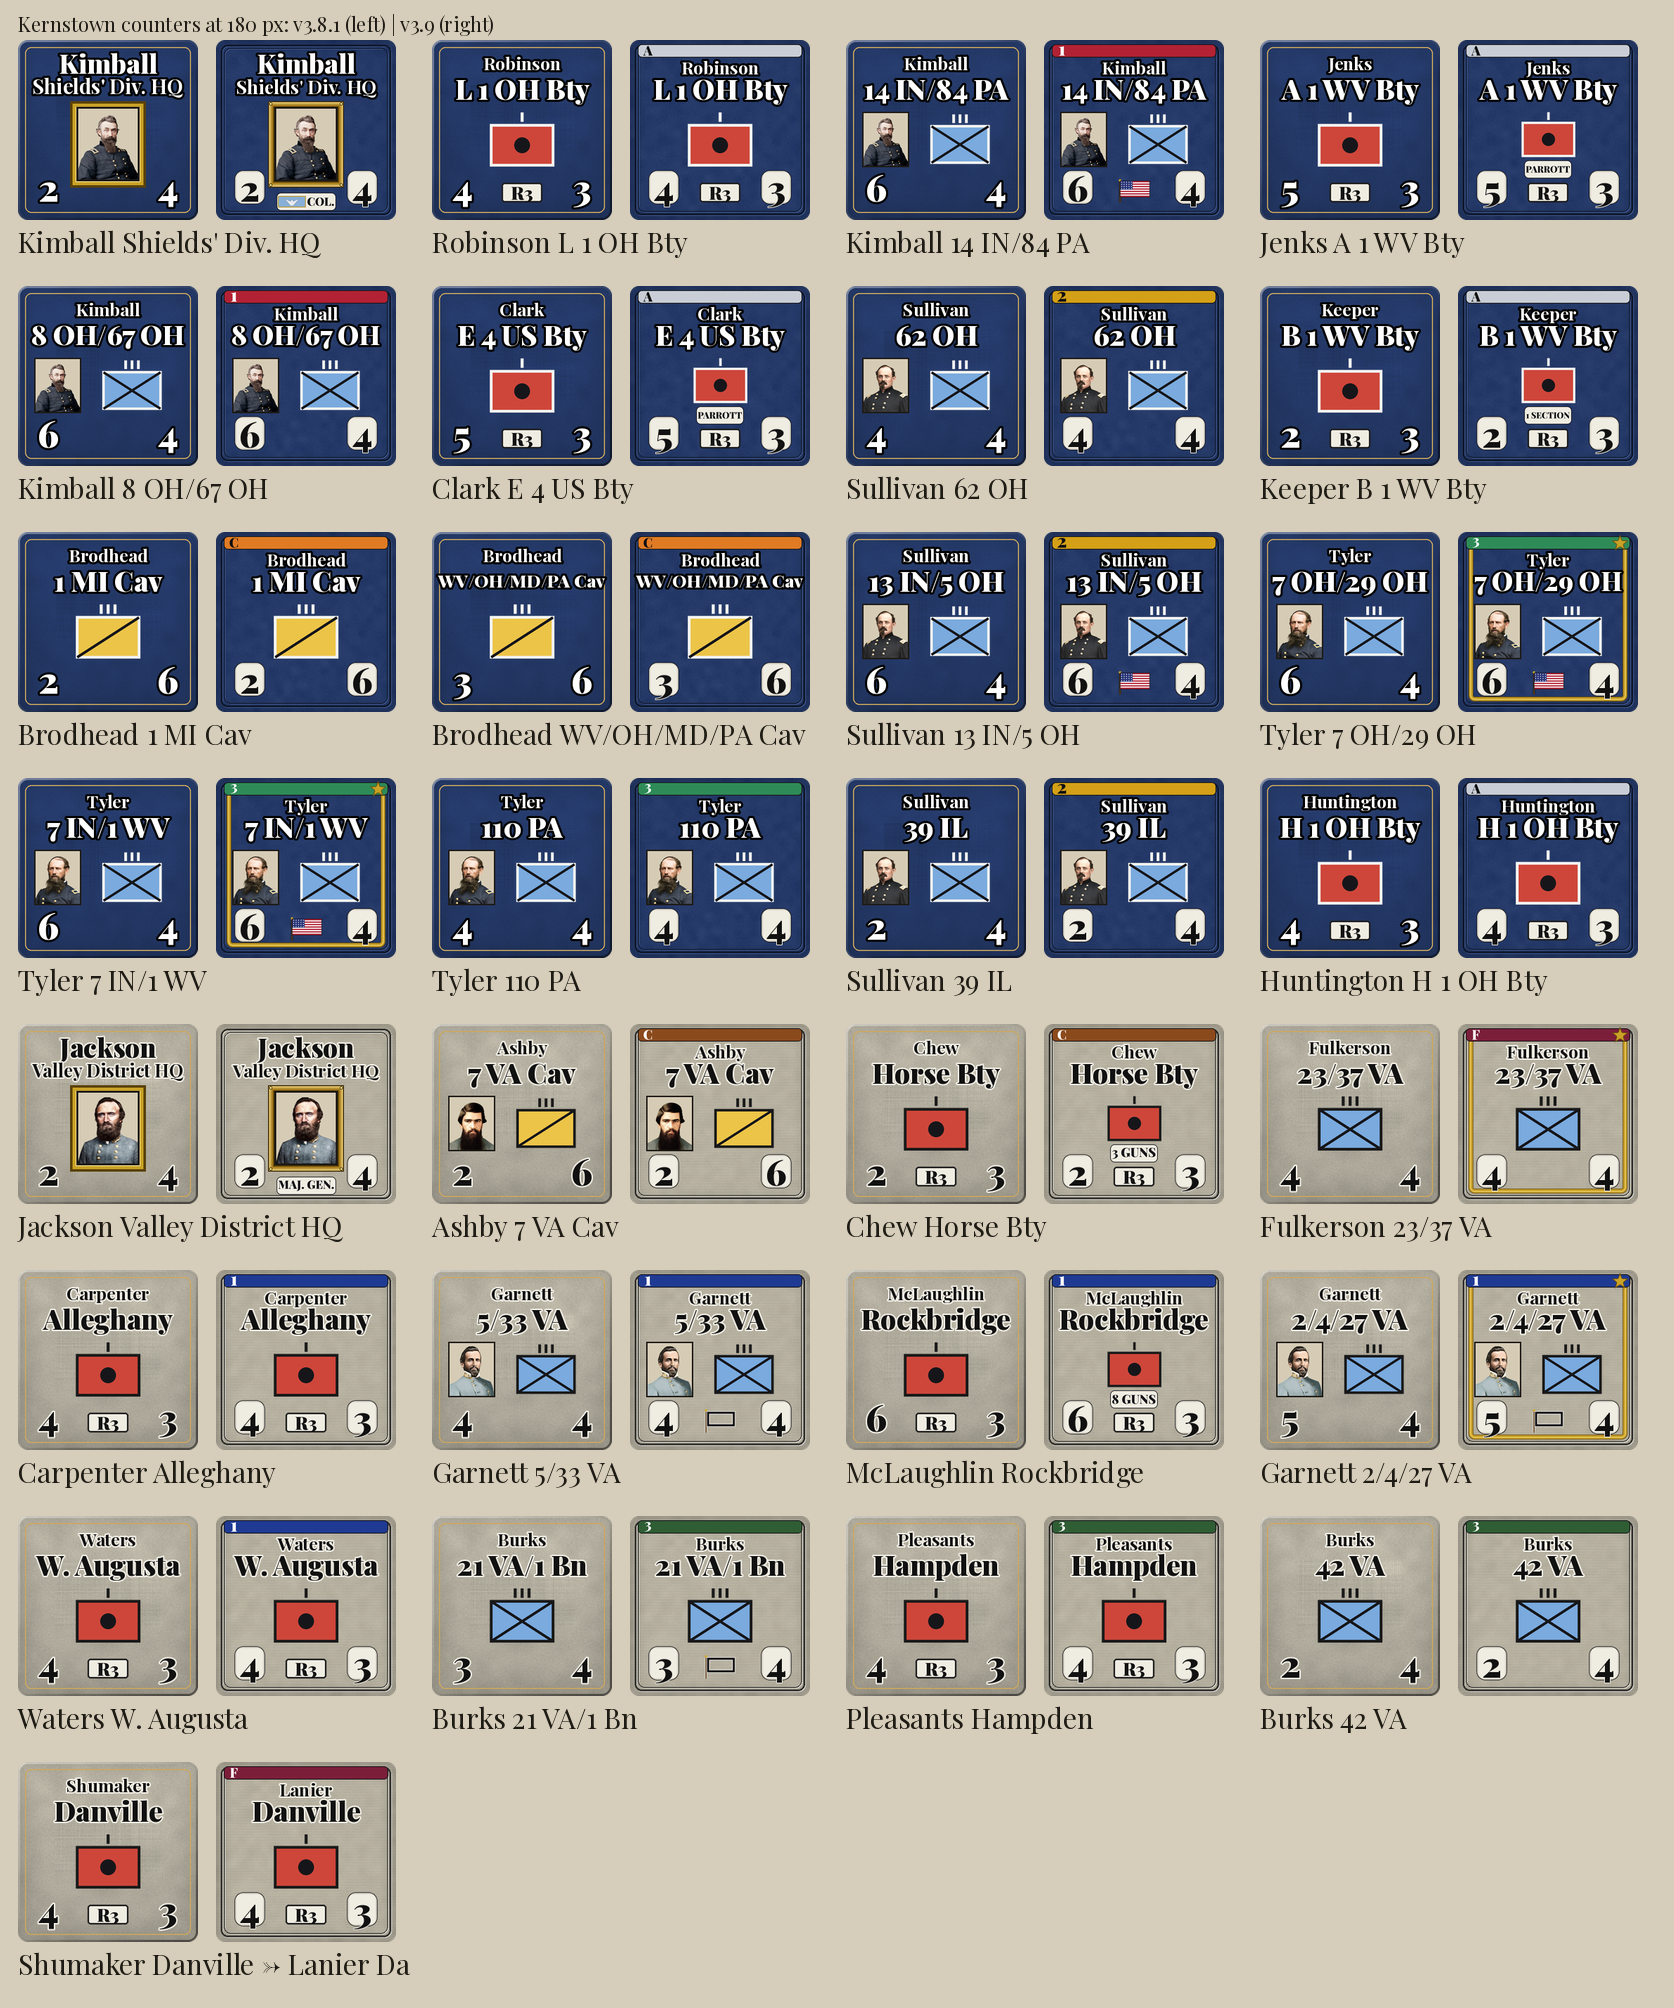 Kernstown counters at 180 px: v3.8.1 (left) | v3.9 (right)
Kimball
Shields' Div. HQ
2 4
Kimball
Shields' Div. HQ
2 COL. 4
Robinson
L 1 OH Bty
4 R3 3
A
Robinson
L 1 OH Bty
4 R3 3
Kimball
14 IN/84 PA
6 4
1
Kimball
14 IN/84 PA
6 4
Jenks
A 1 WV Bty
5 R3 3
A
Jenks
A 1 WV Bty
PARROTT
5 R3 3
Kimball Shields' Div. HQ
Robinson L 1 OH Bty
Kimball 14 IN/84 PA
Jenks A 1 WV Bty
Kimball
8 OH/67 OH
6 4
1
Kimball
8 OH/67 OH
6 4
Clark
E 4 US Bty
5 R3 3
A
Clark
E 4 US Bty
PARROTT
5 R3 3
Sullivan
62 OH
4 4
2
Sullivan
62 OH
4 4
Keeper
B 1 WV Bty
2 R3 3
A
Keeper
B 1 WV Bty
1 SECTION
2 R3 3
Kimball 8 OH/67 OH
Clark E 4 US Bty
Sullivan 62 OH
Keeper B 1 WV Bty
Brodhead
1 MI Cav
2 6
C
Brodhead
1 MI Cav
2 6
Brodhead
WV/OH/MD/PA Cav
3 6
C
Brodhead
WV/OH/MD/PA Cav
3 6
Sullivan
13 IN/5 OH
6 4
2
Sullivan
13 IN/5 OH
6 4
Tyler
7 OH/29 OH
6 4
3
Tyler
7 OH/29 OH
6 4
Brodhead 1 MI Cav
Brodhead WV/OH/MD/PA Cav
Sullivan 13 IN/5 OH
Tyler 7 OH/29 OH
Tyler
7 IN/1 WV
6 4
3
Tyler
7 IN/1 WV
6 4
Tyler
110 PA
4 4
3
Tyler
110 PA
4 4
Sullivan
39 IL
2 4
2
Sullivan
39 IL
2 4
Huntington
H 1 OH Bty
4 R3 3
A
Huntington
H 1 OH Bty
4 R3 3
Tyler 7 IN/1 WV
Tyler 110 PA
Sullivan 39 IL
Huntington H 1 OH Bty
Jackson
Valley District HQ
2 4
Jackson
Valley District HQ
2 MAJ. GEN. 4
Ashby
7 VA Cav
2 6
C
Ashby
7 VA Cav
2 6
Chew
Horse Bty
2 R3 3
C
Chew
Horse Bty
3 GUNS
2 R3 3
Fulkerson
23/37 VA
4 4
F
Fulkerson
23/37 VA
4 4
Jackson Valley District HQ
Ashby 7 VA Cav
Chew Horse Bty
Fulkerson 23/37 VA
Carpenter
Alleghany
4 R3 3
1
Carpenter
Alleghany
4 R3 3
Garnett
5/33 VA
4 4
1
Garnett
5/33 VA
4 4
McLaughlin
Rockbridge
6 R3 3
1
McLaughlin
Rockbridge
8 GUNS
6 R3 3
Garnett
2/4/27 VA
5 4
1
Garnett
2/4/27 VA
5 4
Carpenter Alleghany
Garnett 5/33 VA
McLaughlin Rockbridge
Garnett 2/4/27 VA
Waters
W. Augusta
4 R3 3
1
Waters
W. Augusta
4 R3 3
Burks
21 VA/1 Bn
3 4
3
Burks
21 VA/1 Bn
3 4
Pleasants
Hampden
4 R3 3
3
Pleasants
Hampden
4 R3 3
Burks
42 VA
2 4
3
Burks
42 VA
2 4
Waters W. Augusta
Burks 21 VA/1 Bn
Pleasants Hampden
Burks 42 VA
Shumaker
Danville
4 R3 3
F
Lanier
Danville
4 R3 3
Shumaker Danville → Lanier Da